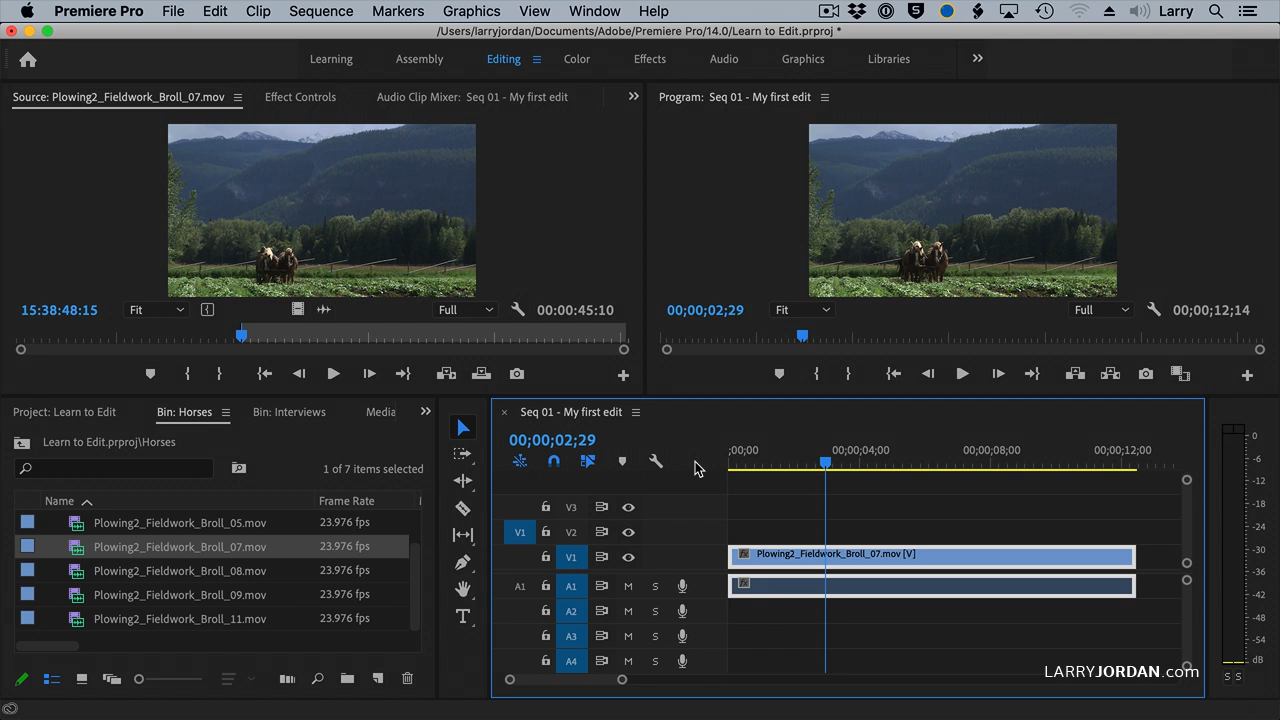 Premiere Pro File Edit Clip Sequence Markers Graphics View Window Help Larry
/Users/larryjordan/Documents/Adobe/Premiere Pro/14.0/Learn to Edit.prproj *
Learning Assembly Editing Color Effects Audio Graphics Libraries
Source: Plowing2_Fieldwork_Broll_07.mov Effect Controls Audio Clip Mixer: Seq 01 - My first edit Program: Seq 01 - My first edit
15:38:48:15 Fit Full 00:00:45:10 00;00;02;29 Fit Full 00;00;12;14
Project: Learn to Edit Bin: Horses Bin: Interviews Media × Seq 01 - My first edit
Learn to Edit.prproj\Horses
00;00;02;29
1 of 7 items selected
;00;00 00;00;04;00 00;00;08;00 00;00;12;00
Name Frame Rate
Plowing2_Fieldwork_Broll_05.mov 23.976 fps
Plowing2_Fieldwork_Broll_07.mov 23.976 fps
Plowing2_Fieldwork_Broll_08.mov 23.976 fps
Plowing2_Fieldwork_Broll_09.mov 23.976 fps
Plowing2_Fieldwork_Broll_11.mov 23.976 fps
V3
V1 V2
V1 fx Plowing2_Fieldwork_Broll_07.mov [V]
A1 A1 M S fx
A2 M S
A3 M S
A4 M S
0
-6
-12
-18
-24
-30
-36
-42
-48
-54
dB
S S
LARRYJORDAN.com